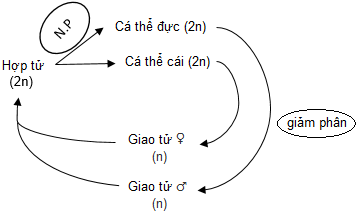 N.P
Cá thể đực (2n)
Hợp tử
(2n)
Cá thể cái (2n)
giảm phân
Giao tử ♀
(n)
Giao tử ♂
(n)